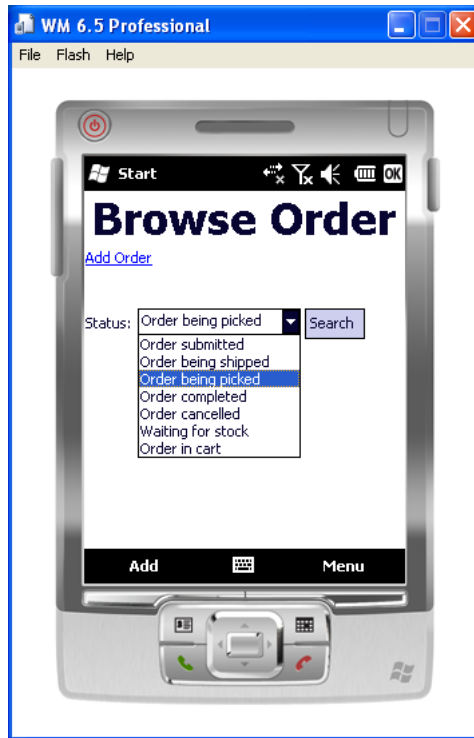 WM 6.5 Professional
File Flash Help
Start OK
Browse Order
Add Order
Status: Order being picked Search
Order submitted
Order being shipped
Order being picked
Order completed
Order cancelled
Waiting for stock
Order in cart
Add Menu